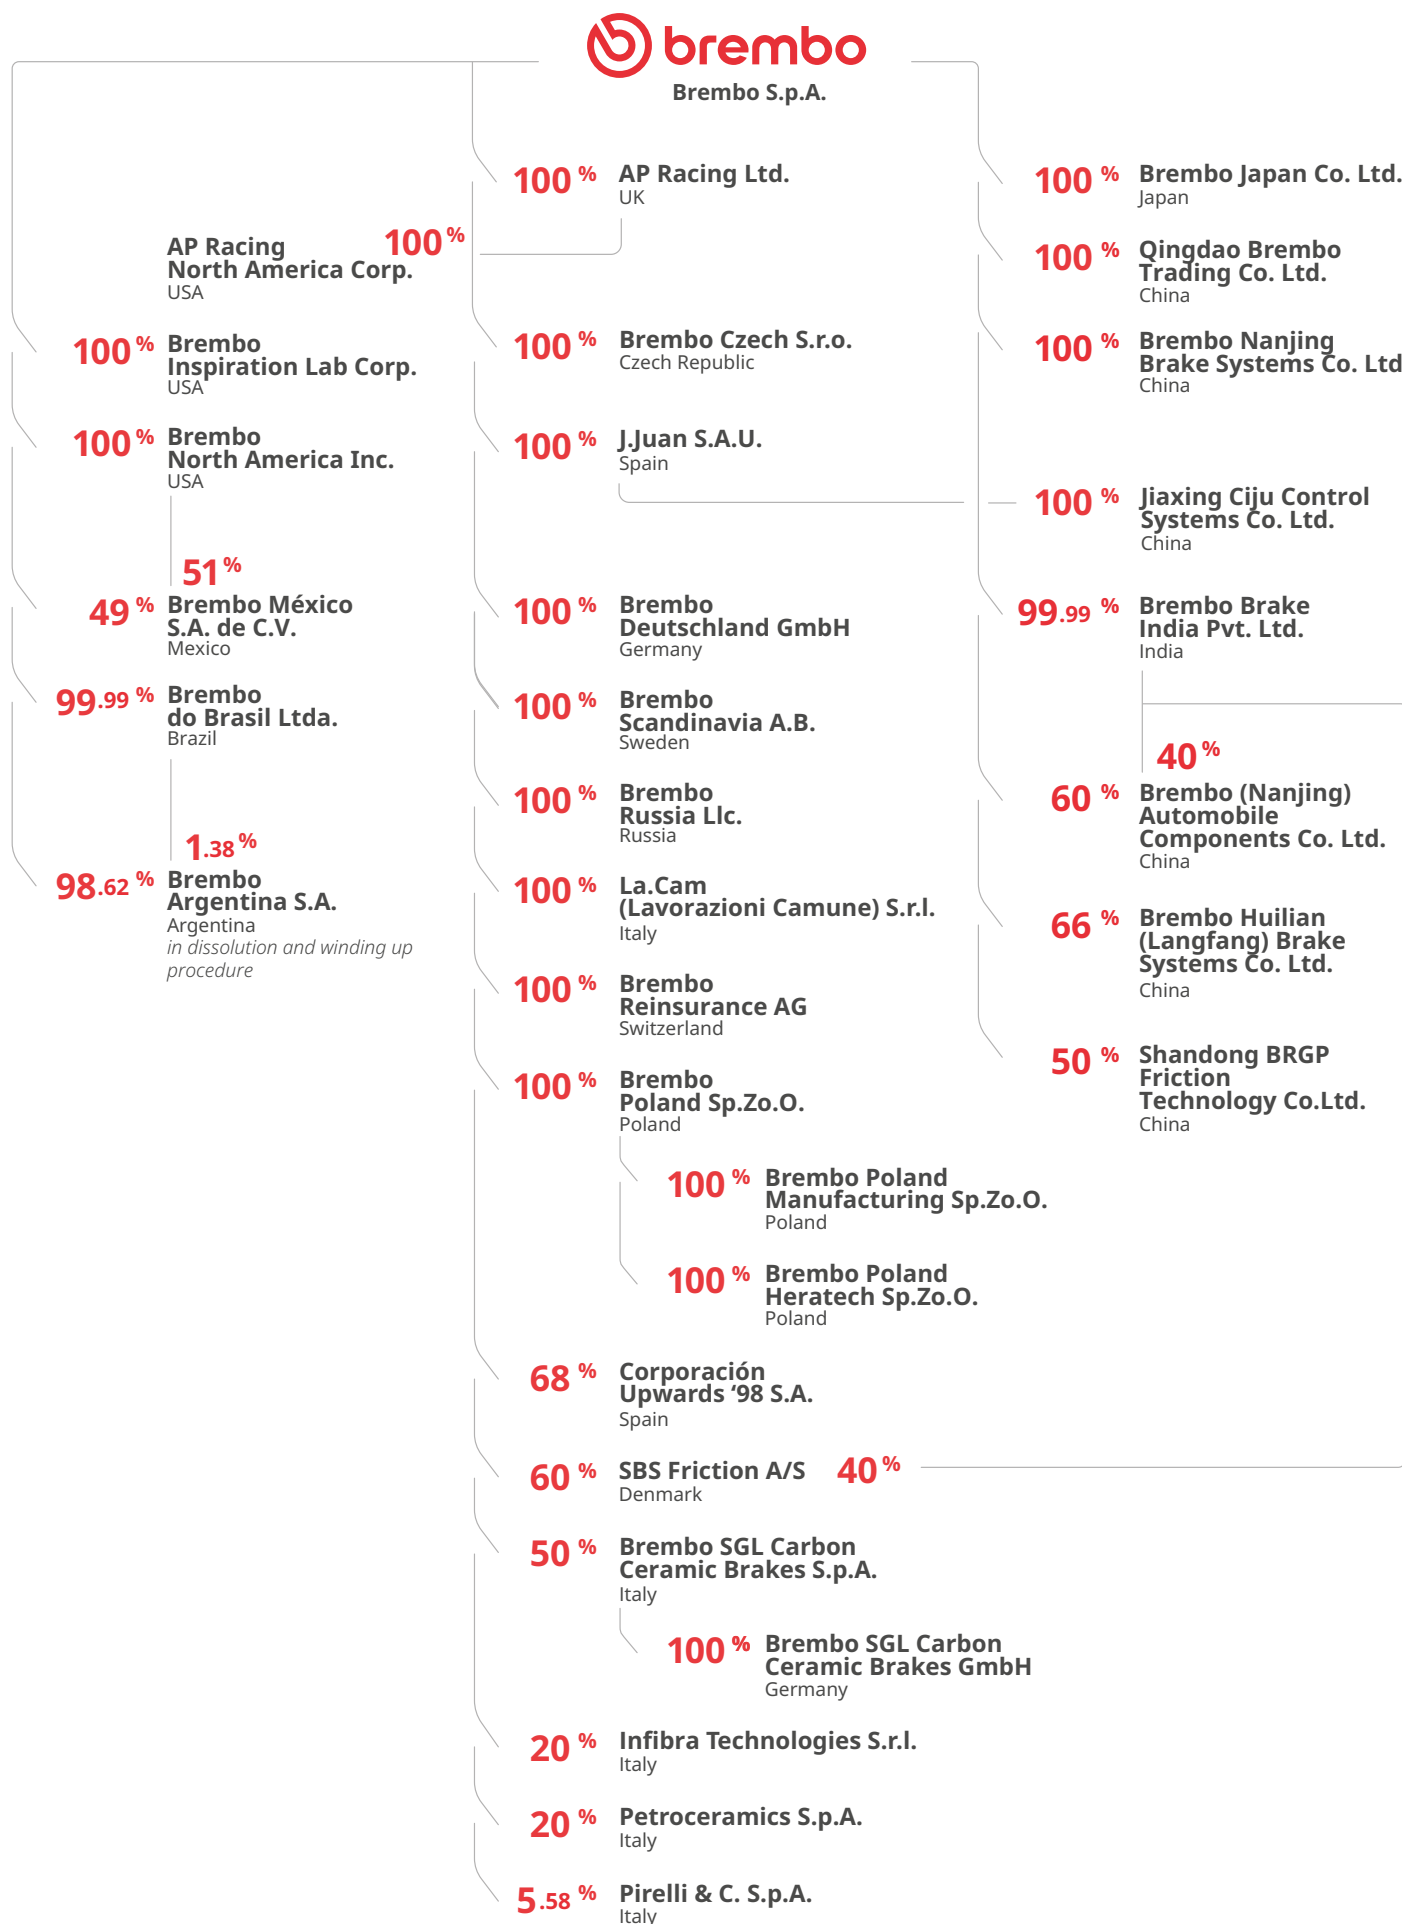 brembo
Brembo S.p.A.
100 %
AP Racing
North America Corp.
USA
100 %
Brembo
Inspiration Lab Corp.
USA
100 %
Brembo
North America Inc.
USA
51 %
49 %
Brembo México
S.A. de C.V.
Mexico
99.99 %
Brembo
do Brasil Ltda.
Brazil
1.38 %
98.62 %
Brembo
Argentina S.A.
Argentina
in dissolution and winding up
procedure
100 %
AP Racing Ltd.
UK
100 %
Brembo Czech S.r.o.
Czech Republic
100 %
J.Juan S.A.U.
Spain
100 %
Brembo
Deutschland GmbH
Germany
100 %
Brembo
Scandinavia A.B.
Sweden
100 %
Brembo
Russia Llc.
Russia
100 %
La.Cam
(Lavorazioni Camune) S.r.l.
Italy
100 %
Brembo
Reinsurance AG
Switzerland
100 %
Brembo
Poland Sp.Zo.O.
Poland
100 %
Brembo Poland
Manufacturing Sp.Zo.O.
Poland
100 %
Brembo Poland
Heratech Sp.Zo.O.
Poland
68 %
Corporación
Upwards ‘98 S.A.
Spain
60 %
SBS Friction A/S
40 %
Denmark
50 %
Brembo SGL Carbon
Ceramic Brakes S.p.A.
Italy
100 %
Brembo SGL Carbon
Ceramic Brakes GmbH
Germany
20 %
Infibra Technologies S.r.l.
Italy
20 %
Petroceramics S.p.A.
Italy
5.58 %
Pirelli & C. S.p.A.
Italy
100 %
Brembo Japan Co. Ltd.
Japan
100 %
Qingdao Brembo
Trading Co. Ltd.
China
100 %
Brembo Nanjing
Brake Systems Co. Ltd
China
100 %
Jiaxing Ciju Control
Systems Co. Ltd.
China
99.99 %
Brembo Brake
India Pvt. Ltd.
India
40 %
60 %
Brembo (Nanjing)
Automobile
Components Co. Ltd.
China
66 %
Brembo Huilian
(Langfang) Brake
Systems Co. Ltd.
China
50 %
Shandong BRGP
Friction
Technology Co.Ltd.
China